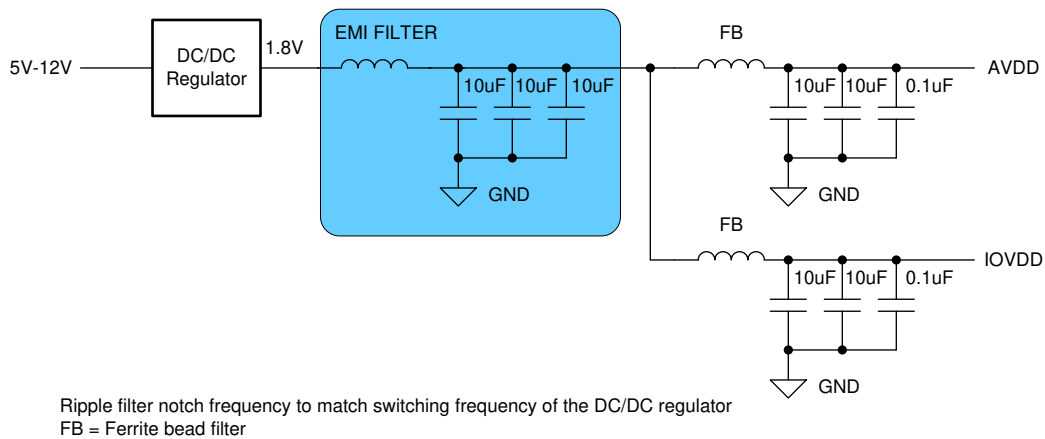 EMI FILTER
FB
5V-12V
DC/DC
Regulator
1.8V
10uF
10uF
10uF
GND
10uF
10uF
0.1uF
AVDD
GND
FB
10uF
10uF
0.1uF
IOVDD
GND
Ripple filter notch frequency to match switching frequency of the DC/DC regulator
FB = Ferrite bead filter